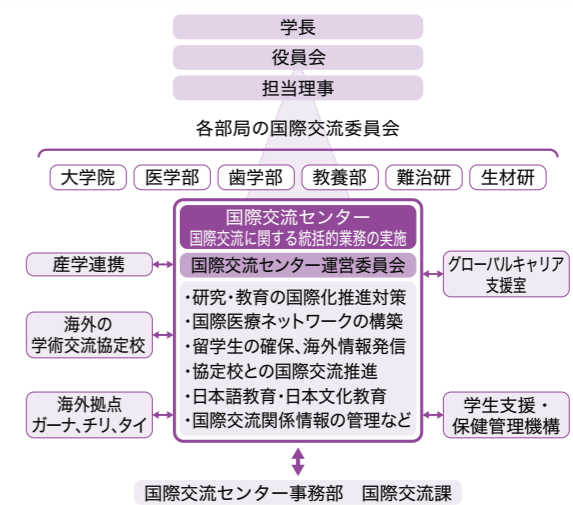 学長
役員会
担当理事
各部局の国際交流委員会
大学院 医学部 歯学部 教養部 難治研 生材研
国際交流センター
国際交流に関する統括的業務の実施
国際交流センター運営委員会
・研究・教育の国際化推進対策
・国際医療ネットワークの構築
・留学生の確保、海外情報発信
・協定校との国際交流推進
・日本語教育・日本文化教育
・国際交流関係情報の管理など
産学連携
海外の
学術交流協定校
海外拠点
ガーナ、チリ、タイ
グローバルキャリア
支援室
学生支援・
保健管理機構
国際交流センター事務部 国際交流課